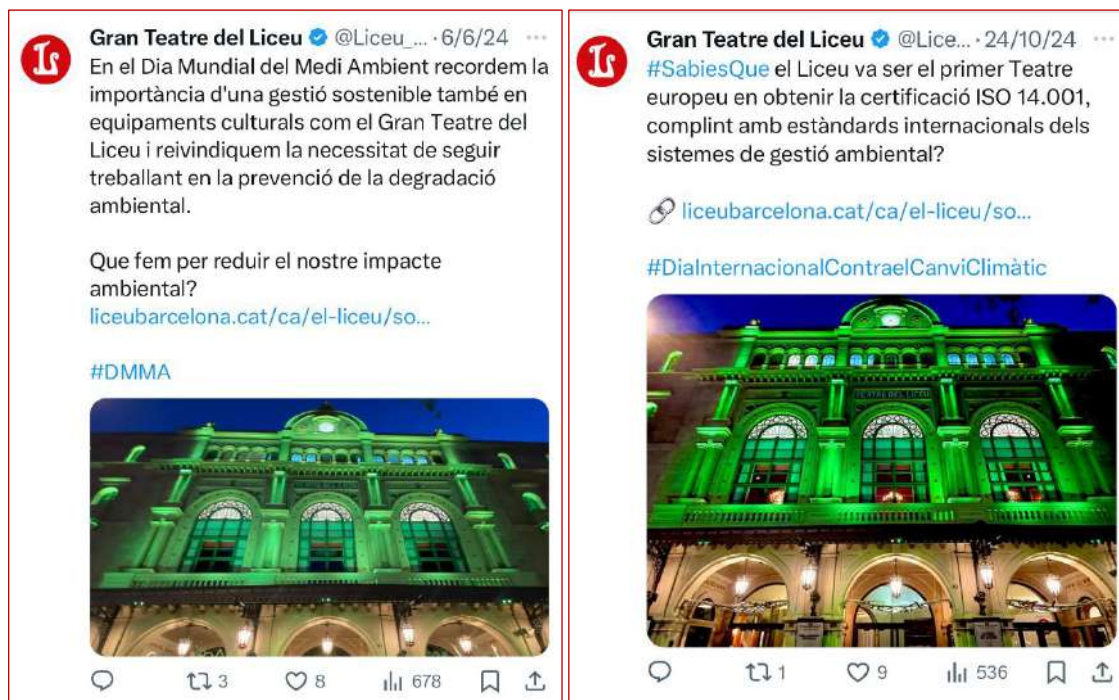 Gran Teatre del Liceu @Liceu_... · 6/6/24 ...
En el Dia Mundial del Medi Ambient recordem la
importància d'una gestió sostenible també en
equipaments culturals com el Gran Teatre del
Liceu i reivindiquem la necessitat de seguir
treballant en la prevenció de la degradació
ambiental.
Que fem per reduir el nostre impacte
ambiental?
liceubarcelona.cat/ca/el-liceu/so...
#DMMA
3 8 678
Gran Teatre del Liceu @Lice... · 24/10/24 ...
#SabiesQue el Liceu va ser el primer Teatre
europeu en obtenir la certificació ISO 14.001,
complint amb estàndards internacionals dels
sistemes de gestió ambiental?
liceubarcelona.cat/ca/el-liceu/so...
#DiaInternacionalContraelCanviClimàtic
TEATRE DEL LICEU
1 9 536